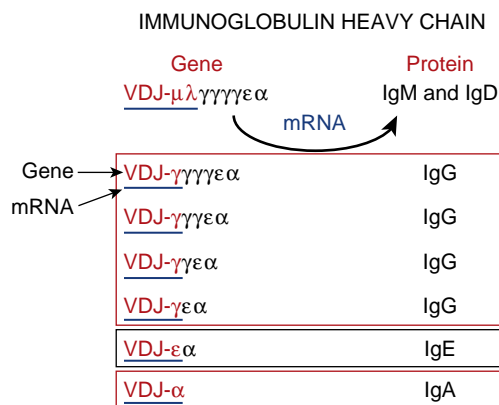 IMMUNOGLOBULIN HEAVY CHAIN
Gene Protein
VDJ-μλγγγγεα IgM and IgD
mRNA
Gene VDJ-γγγγεα IgG
mRNA
VDJ-γγγεα IgG
VDJ-γγεα IgG
VDJ-γεα IgG
VDJ-εα IgE
VDJ-α IgA